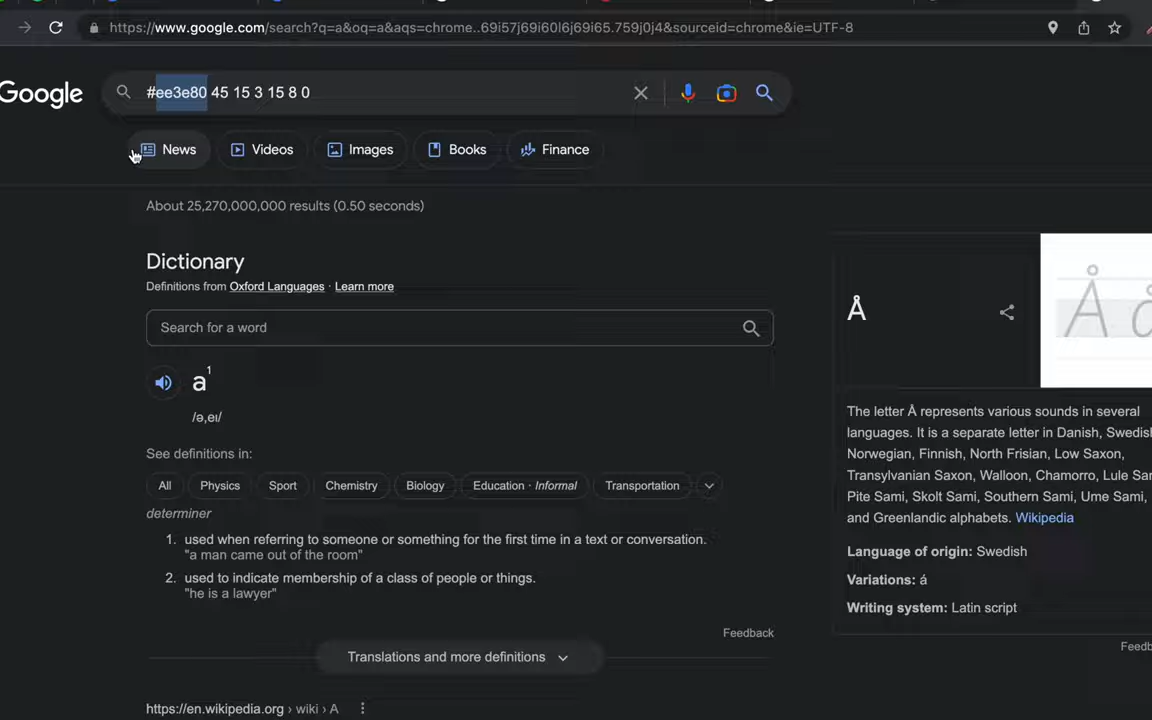 https://www.google.com/search?q=a&oq=a&aqs=chrome..69i57j69i60l6j69i65.759j0j4&sourceid=chrome&ie=UTF-8
Google
#ee3e80 45 15 3 15 8 0
News
Videos
Images
Books
Finance
About 25,270,000,000 results (0.50 seconds)
Dictionary
Definitions from Oxford Languages · Learn more
Search for a word
a1
/ə,eɪ/
See definitions in:
All
Physics
Sport
Chemistry
Biology
Education · Informal
Transportation
determiner
1. used when referring to someone or something for the first time in a text or conversation.
"a man came out of the room"
2. used to indicate membership of a class of people or things.
"he is a lawyer"
Feedback
Translations and more definitions
https://en.wikipedia.org › wiki › A
Å
Å
The letter Å represents various sounds in several
languages. It is a separate letter in Danish, Swedish
Norwegian, Finnish, North Frisian, Low Saxon,
Transylvanian Saxon, Walloon, Chamorro, Lule Sar
Pite Sami, Skolt Sami, Southern Sami, Ume Sami,
and Greenlandic alphabets. Wikipedia
Language of origin: Swedish
Variations: á
Writing system: Latin script
Feedb